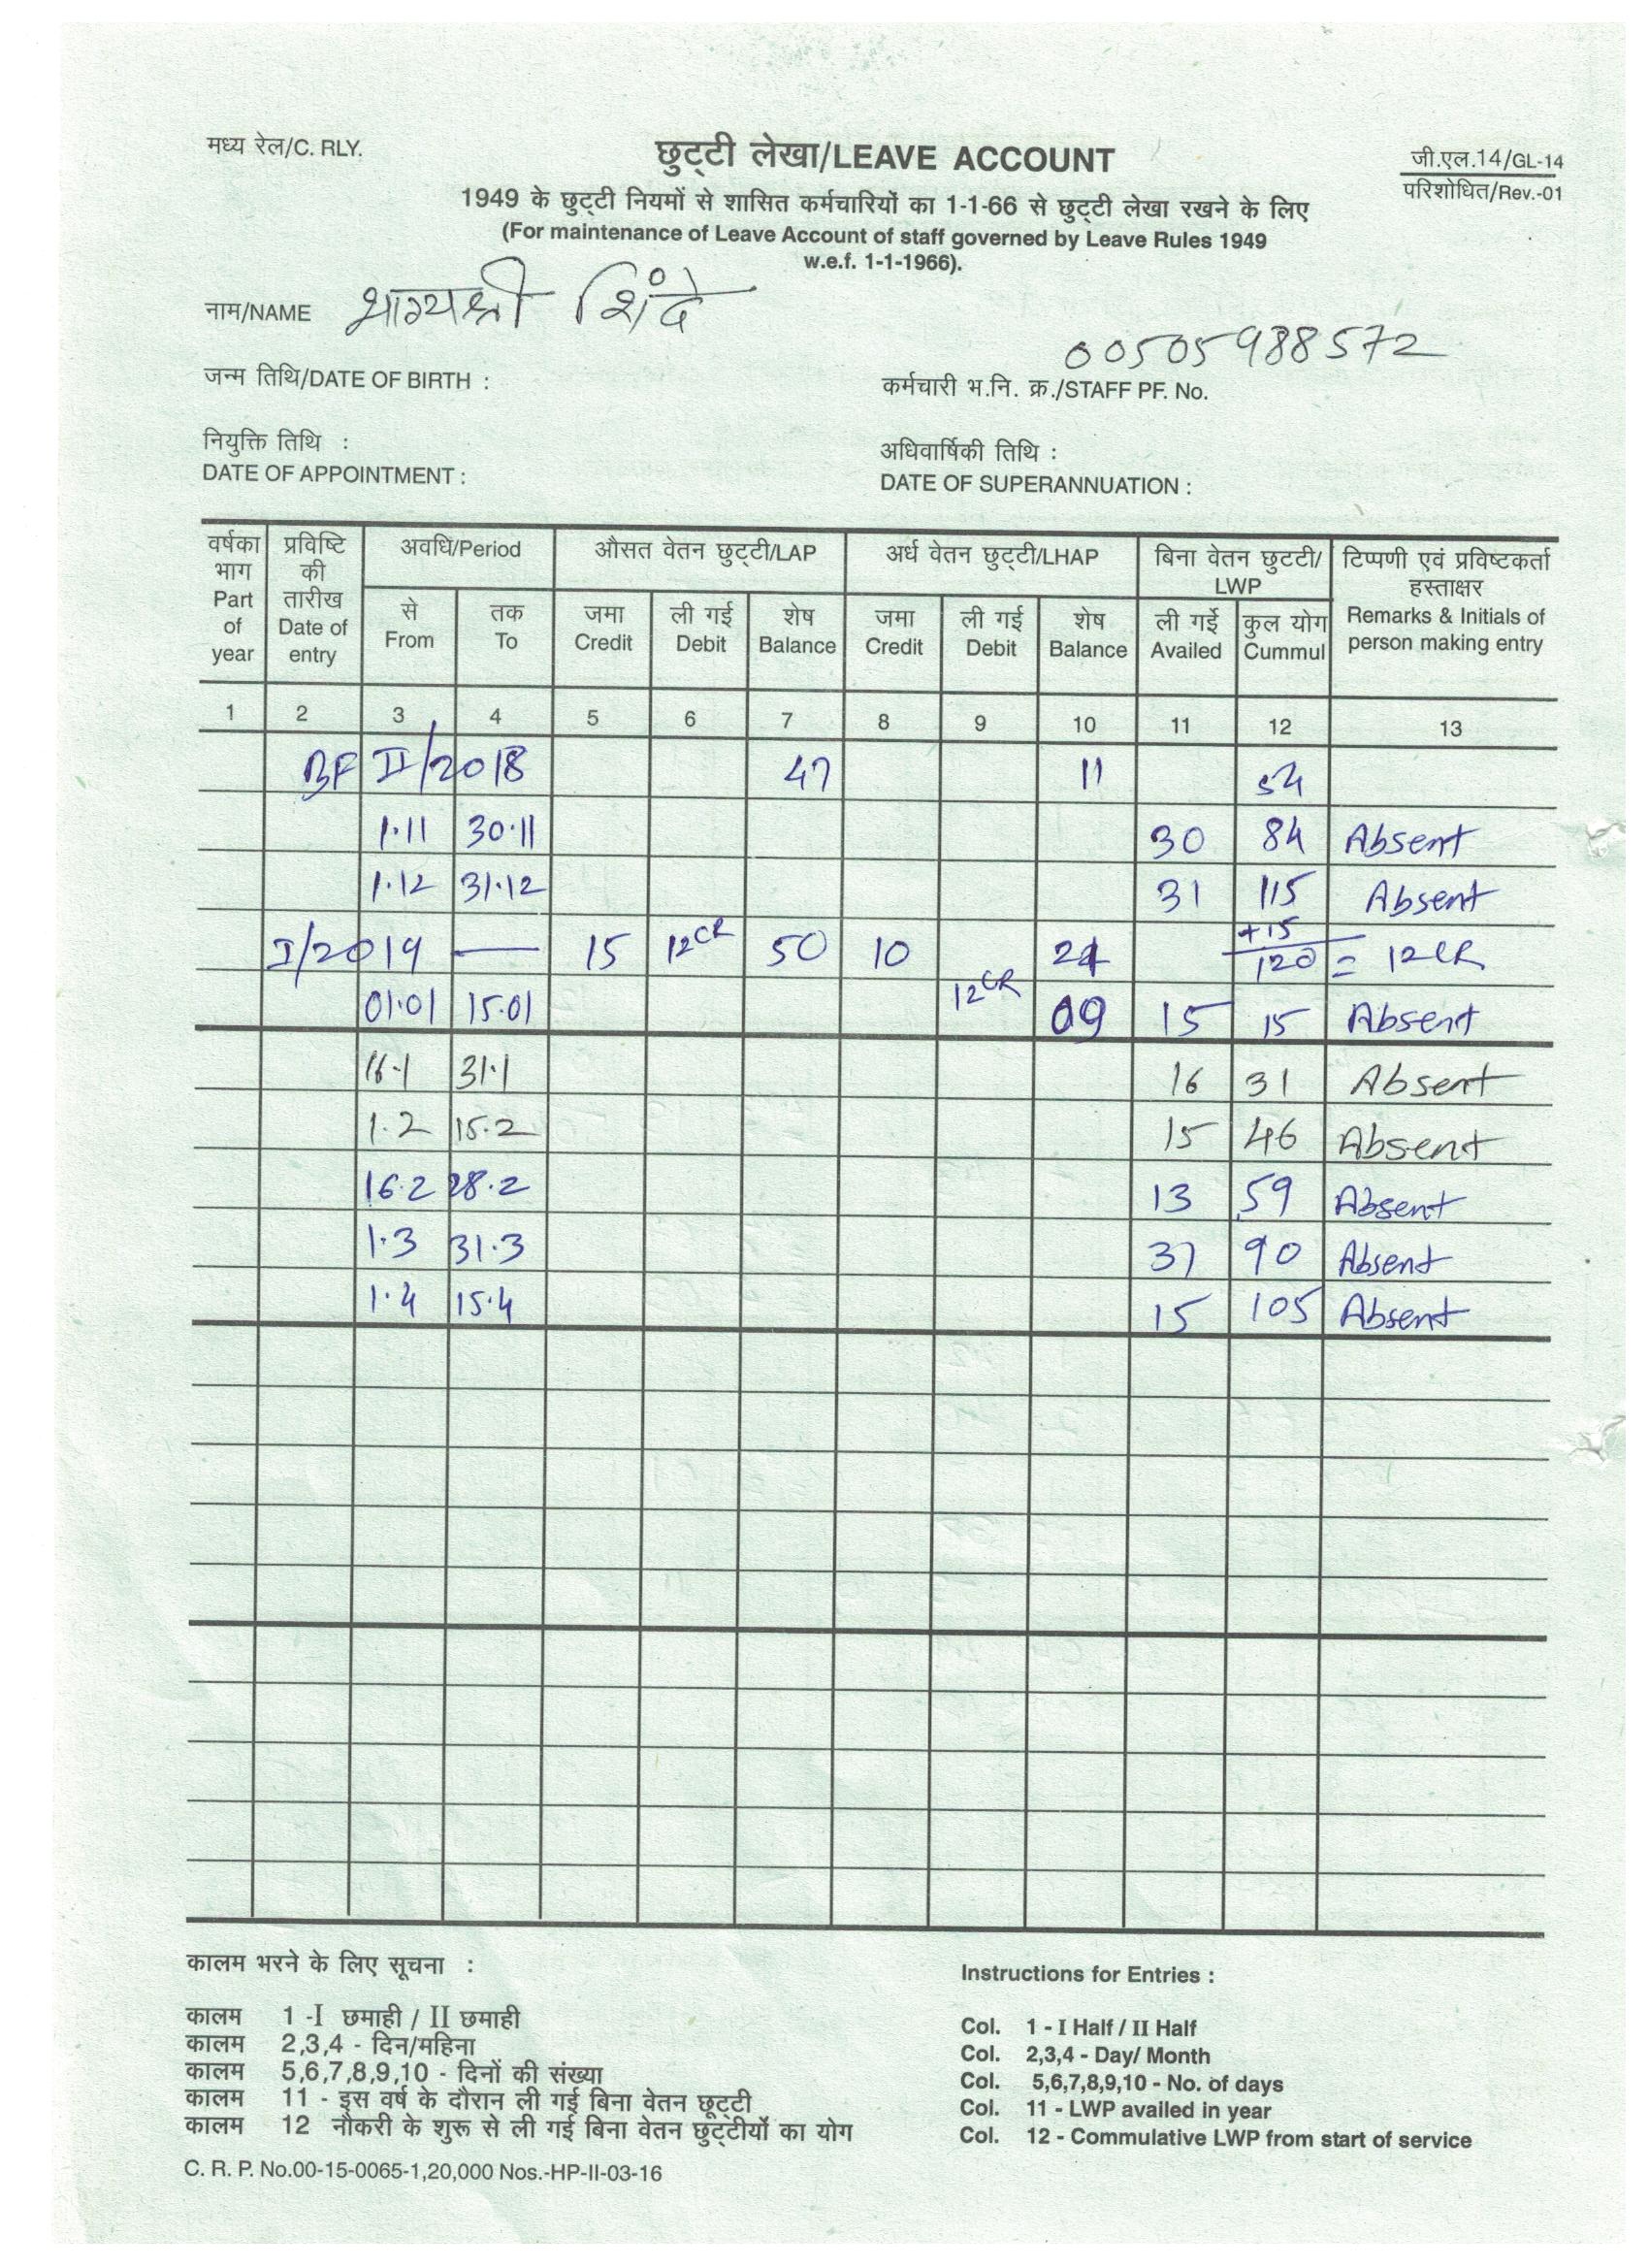 मध्य रेल/C. RLY.
छुट्टी लेखा/LEAVE ACCOUNT
जी.एल.14/GL-14
परिशोधित/Rev.-01
1949 के छुट्टी नियमों से शासित कर्मचारियों का 1-1-66 से छुट्टी लेखा रखने के लिए
(For maintenance of Leave Account of staff governed by Leave Rules 1949
w.e.f. 1-1-1966).
नाम/NAME भाग्यश्री शिंदे
00505988572
जन्म तिथि/DATE OF BIRTH :
कर्मचारी भ.नि. क्र./STAFF PF. No.
नियुक्ति तिथि :
DATE OF APPOINTMENT :
अधिवार्षिकी तिथि :
DATE OF SUPERANNUATION :
वर्षका भाग Part of year
प्रविष्टि की तारीख Date of entry
अवधि/Period
औसत वेतन छुट्टी/LAP
अर्ध वेतन छुट्टी/LHAP
बिना वेतन छुटटी/ LWP
टिप्पणी एवं प्रविष्टकर्ता हस्ताक्षर Remarks & Initials of person making entry
से From
तक To
जमा Credit
ली गई Debit
शेष Balance
जमा Credit
ली गई Debit
शेष Balance
ली गईे Availed
कुल योग Cummul
1 2 3 4 5 6 7 8 9 10 11 12 13
BF II/2018 47 11 54
1.11 30.11 30 84 Absent
1.12 31.12 31 115 Absent
+15
I/2019 — 15 12CR 50 10 21 120 = 12CR
01.01 15.01 12CR 09 15 15 Absent
16.1 31.1 16 31 Absent
1.2 15.2 15 46 Absent
16.2 28.2 13 59 Absent
1.3 31.3 31 90 Absent
1.4 15.4 15 105 Absent
कालम भरने के लिए सूचना :
कालम 1 -I छमाही / II छमाही
कालम 2,3,4 - दिन/महिना
कालम 5,6,7,8,9,10 - दिनों की संख्या
कालम 11 - इस वर्ष के दौरान ली गई बिना वेतन छूट्टी
कालम 12 नौकरी के शुरू से ली गई बिना वेतन छुट्टीयों का योग
C. R. P. No.00-15-0065-1,20,000 Nos.-HP-II-03-16
Instructions for Entries :
Col. 1 - I Half / II Half
Col. 2,3,4 - Day/ Month
Col. 5,6,7,8,9,10 - No. of days
Col. 11 - LWP availed in year
Col. 12 - Commulative LWP from start of service